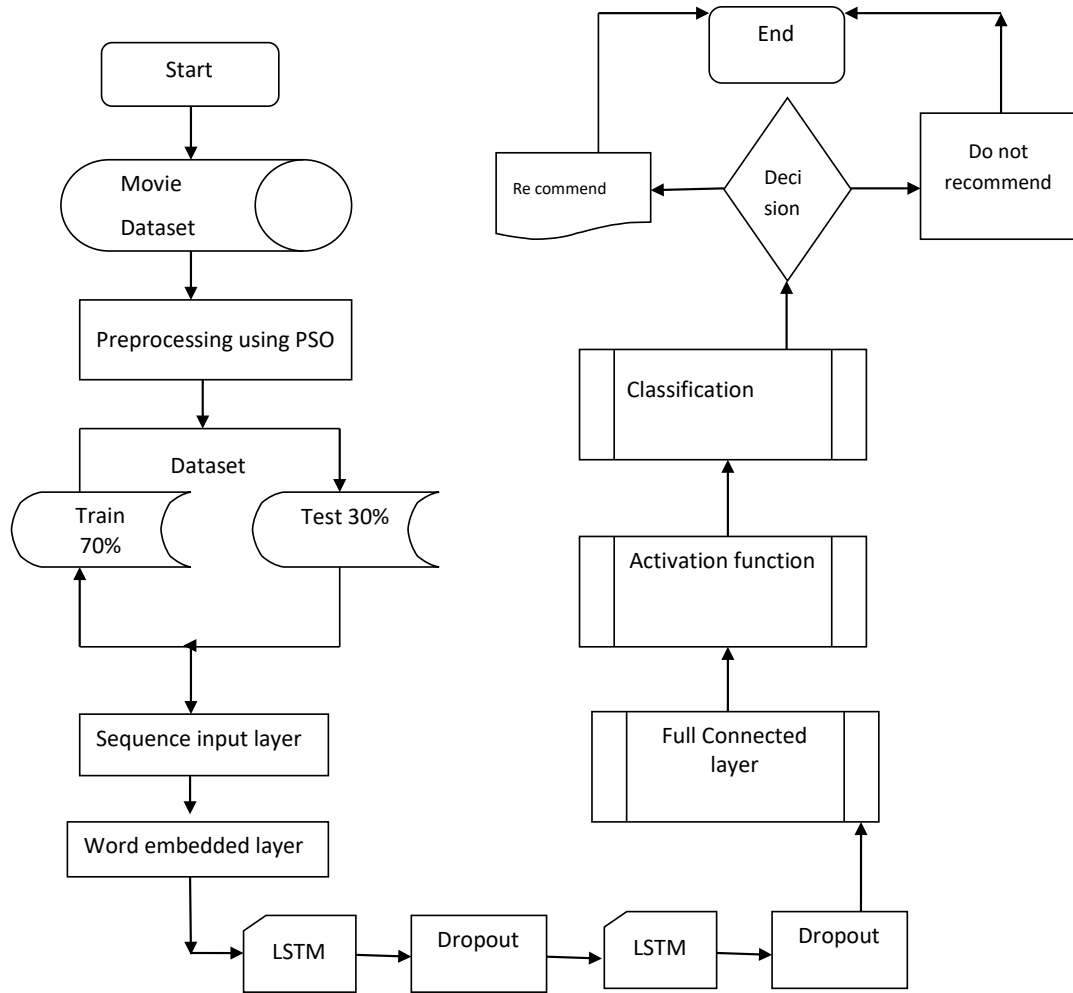 Start
Movie
Dataset
Preprocessing using PSO
Dataset
Train
70%
Test 30%
Sequence input layer
Word embedded layer
LSTM
Dropout
LSTM
Dropout
Full Connected
layer
Activation function
Classification
Deci
sion
Re commend
Do not
recommend
End